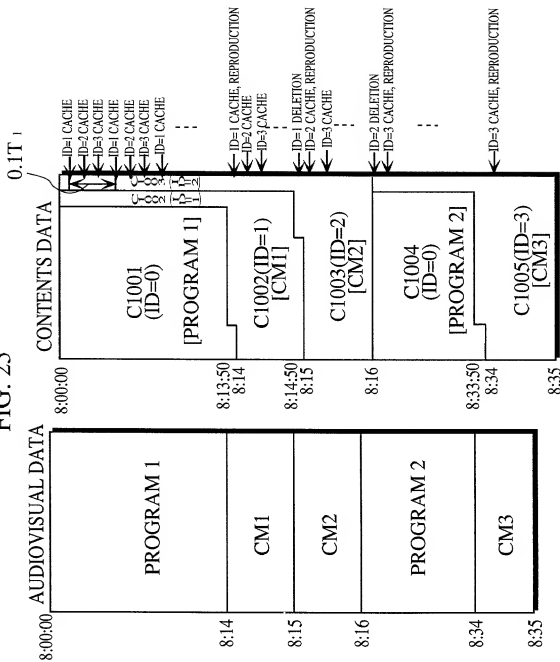 FIG. 25
AUDIOVISUAL DATA
8:00:00
PROGRAM 1
8:14
CM1
8:15
CM2
8:16
PROGRAM 2
8:34
CM3
8:35
CONTENTS DATA
0.1T 1
8:00:00
C1001
(ID=0)
[PROGRAM 1]
8:13:50
8:14
C1002(ID=1)
[CM1]
8:14:50
8:15
C1003(ID=2)
[CM2]
8:16
C1004
(ID=0)
[PROGRAM 2]
8:33:50
8:34
C1005(ID=3)
[CM3]
8:35
ID=1 CACHE
ID=2 CACHE
ID=3 CACHE
ID=1 CACHE
ID=2 CACHE
ID=3 CACHE
ID=1 CACHE
ID=1 CACHE, REPRODUCTION
ID=2 CACHE
ID=3 CACHE
ID=1 DELETION
ID=2 CACHE, REPRODUCTION
ID=3 CACHE
ID=2 DELETION
ID=3 CACHE, REPRODUCTION
ID=3 CACHE, REPRODUCTION